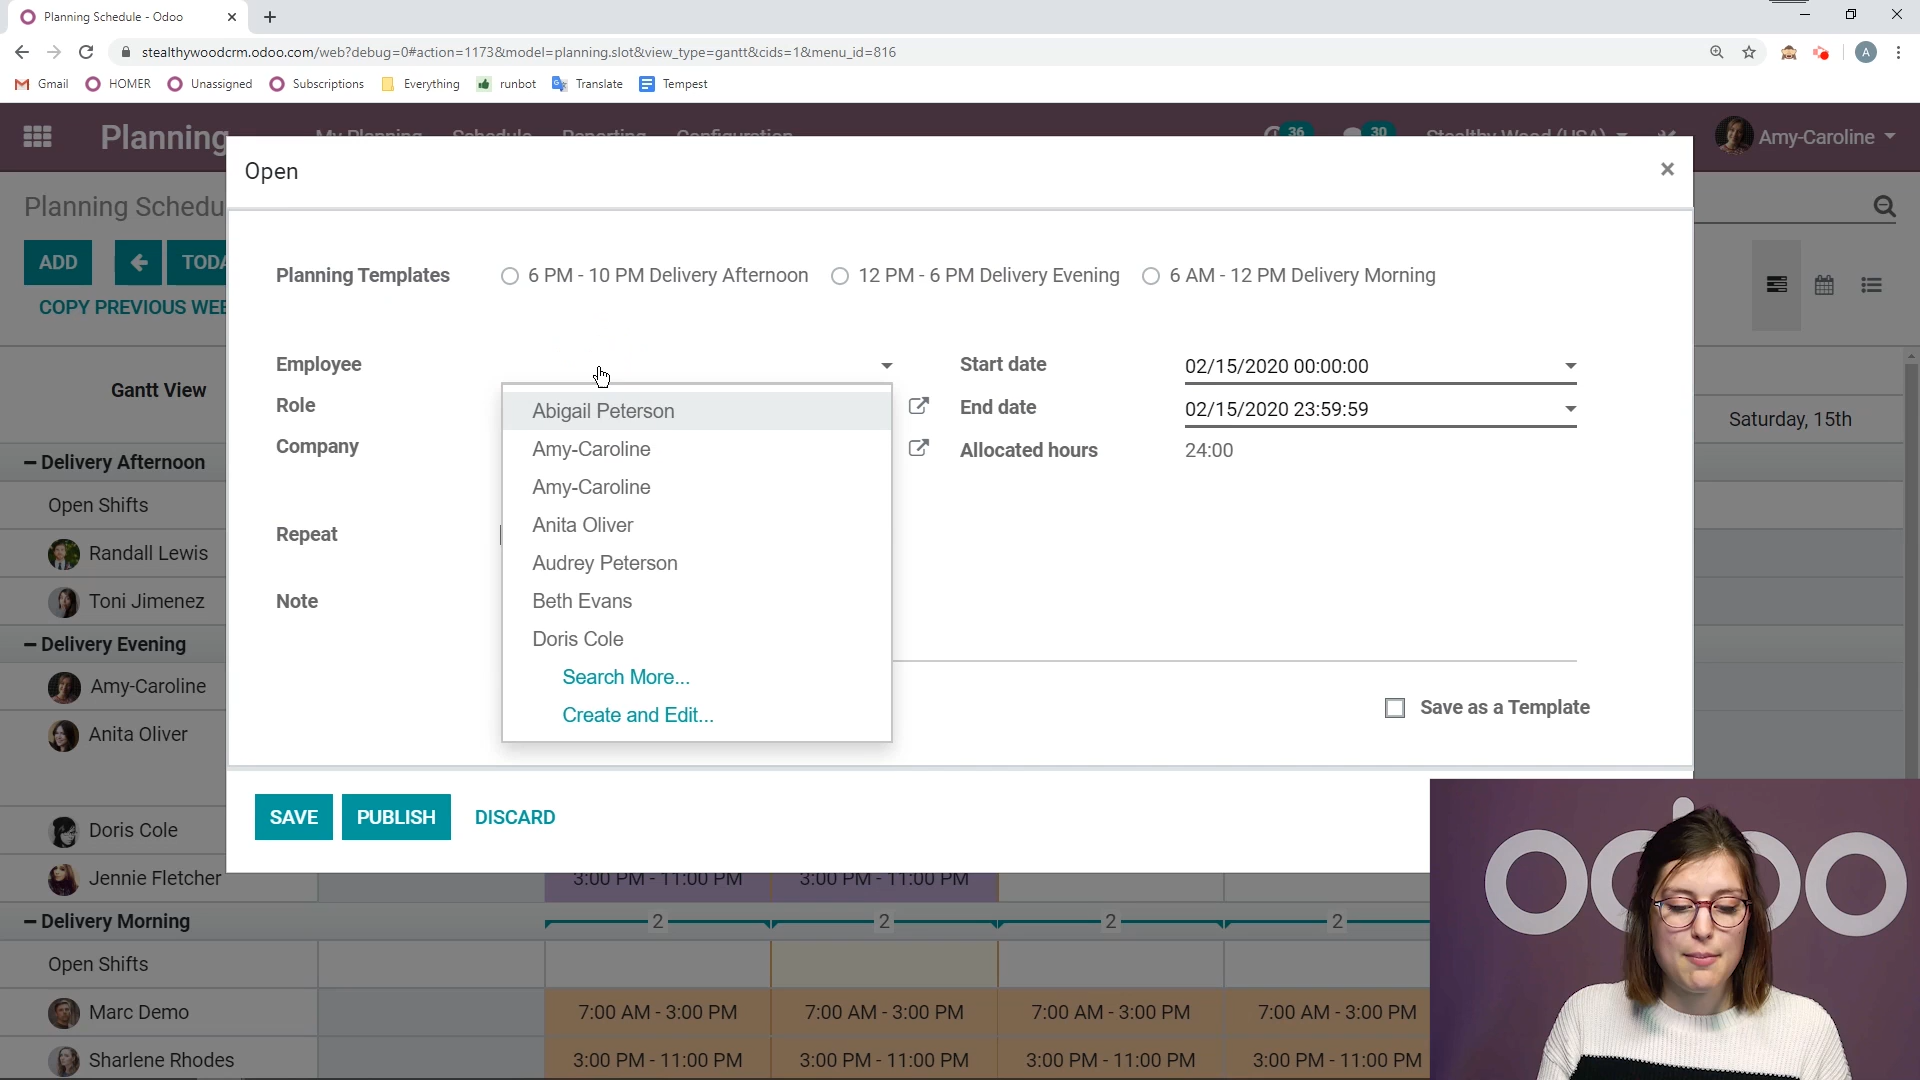 Planning Schedule - Odoo
stealthywoodcrm.odoo.com/web?debug=0#action=1173&model=planning.slot&view_type=gantt&cids=1&menu_id=816
A
Gmail HOMER Unassigned Subscriptions Everything runbot Translate Tempest
Planning My Planning Schedule Reporting Configuration 36 30 Stealthy Wood (USA) Amy-Caroline
Open
Planning Schedu
ADD TODA
COPY PREVIOUS WEE
Planning Templates 6 PM - 10 PM Delivery Afternoon 12 PM - 6 PM Delivery Evening 6 AM - 12 PM Delivery Morning
Employee
Role
Company
Repeat
Note
Abigail Peterson
Amy-Caroline
Amy-Caroline
Anita Oliver
Audrey Peterson
Beth Evans
Doris Cole
Search More...
Create and Edit...
Start date 02/15/2020 00:00:00
End date 02/15/2020 23:59:59
Allocated hours 24:00
Save as a Template
SAVE PUBLISH DISCARD
Gantt View
Saturday, 15th
Delivery Afternoon
Open Shifts
Randall Lewis
Toni Jimenez
Delivery Evening
Amy-Caroline
Anita Oliver
Doris Cole
Jennie Fletcher 3:00 PM - 11:00 PM 3:00 PM - 11:00 PM
Delivery Morning 2 2 2 2
Open Shifts
Marc Demo 7:00 AM - 3:00 PM 7:00 AM - 3:00 PM 7:00 AM - 3:00 PM 7:00 AM - 3:00 PM
Sharlene Rhodes 3:00 PM - 11:00 PM 3:00 PM - 11:00 PM 3:00 PM - 11:00 PM 3:00 PM - 11:00 PM
odoo